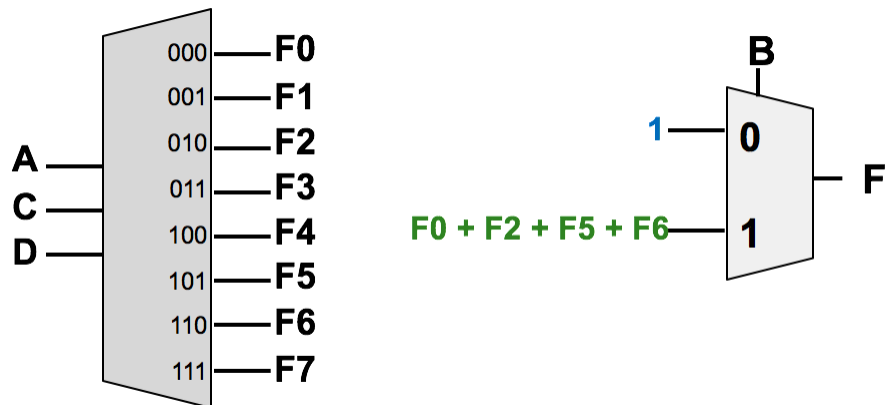 000 F0
001 F1
010 F2
011 F3
100 F4
101 F5
110 F6
111 F7
A
C
D
B
1 0
F
F0 + F2 + F5 + F6 1